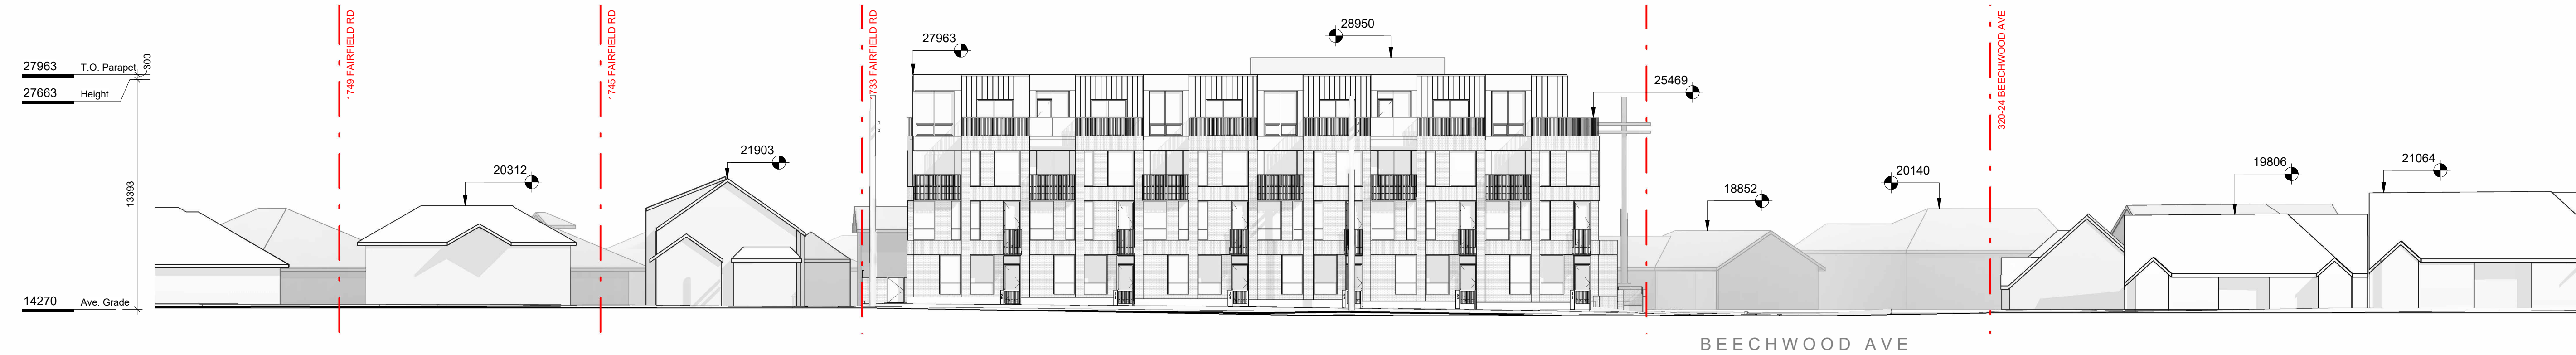 27963 T.O. Parapet
300
27663 Height
13393
14270 Ave. Grade
1749 FAIRFIELD RD
20312
1745 FAIRFIELD RD
21903
1733 FAIRFIELD RD
27963
28950
25469
18852
20140
320-24 BEECHWOOD AVE
19806
21064
BEECHWOOD AVE